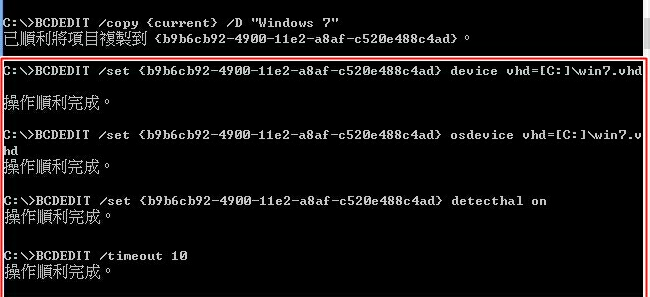 C:\>BCDEDIT /copy {current} /D "Windows 7"
已順利將項目複製到 {b9b6cb92-4900-11e2-a8af-c520e488c4ad}。
C:\>BCDEDIT /set {b9b6cb92-4900-11e2-a8af-c520e488c4ad} device vhd=[C:]\win7.vhd
操作順利完成。
C:\>BCDEDIT /set {b9b6cb92-4900-11e2-a8af-c520e488c4ad} osdevice vhd=[C:]\win7.v
hd
操作順利完成。
C:\>BCDEDIT /set {b9b6cb92-4900-11e2-a8af-c520e488c4ad} detecthal on
操作順利完成。
C:\>BCDEDIT /timeout 10
操作順利完成。